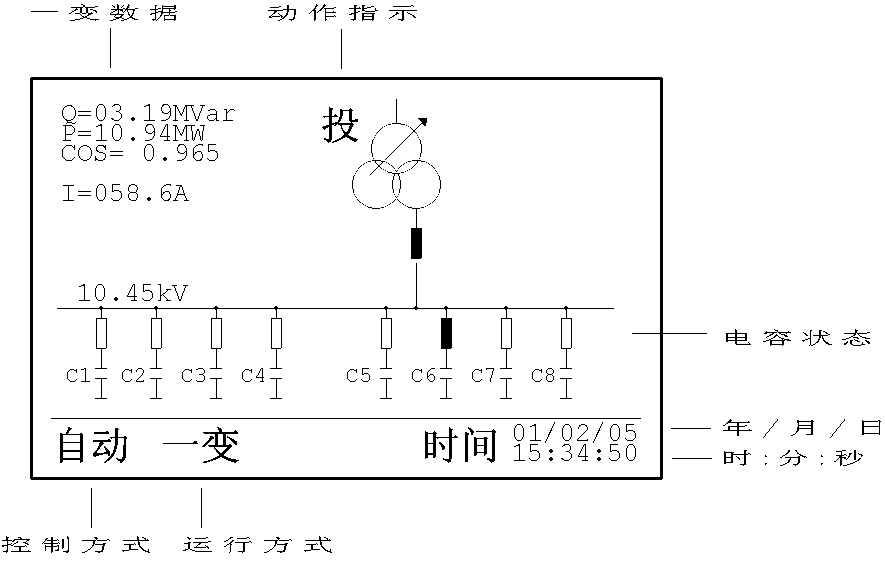 一变数据 动作指示
Q=03.19MVar
投
P=10.94MW
COS= 0.965
I=058.6A
10.45kV
电容状态
C1 C2 C3 C4 C5 C6 C7 C8
自动 一变 时间 01/02/05
15:34:50
年/月/日
时:分:秒
控制方式 运行方式